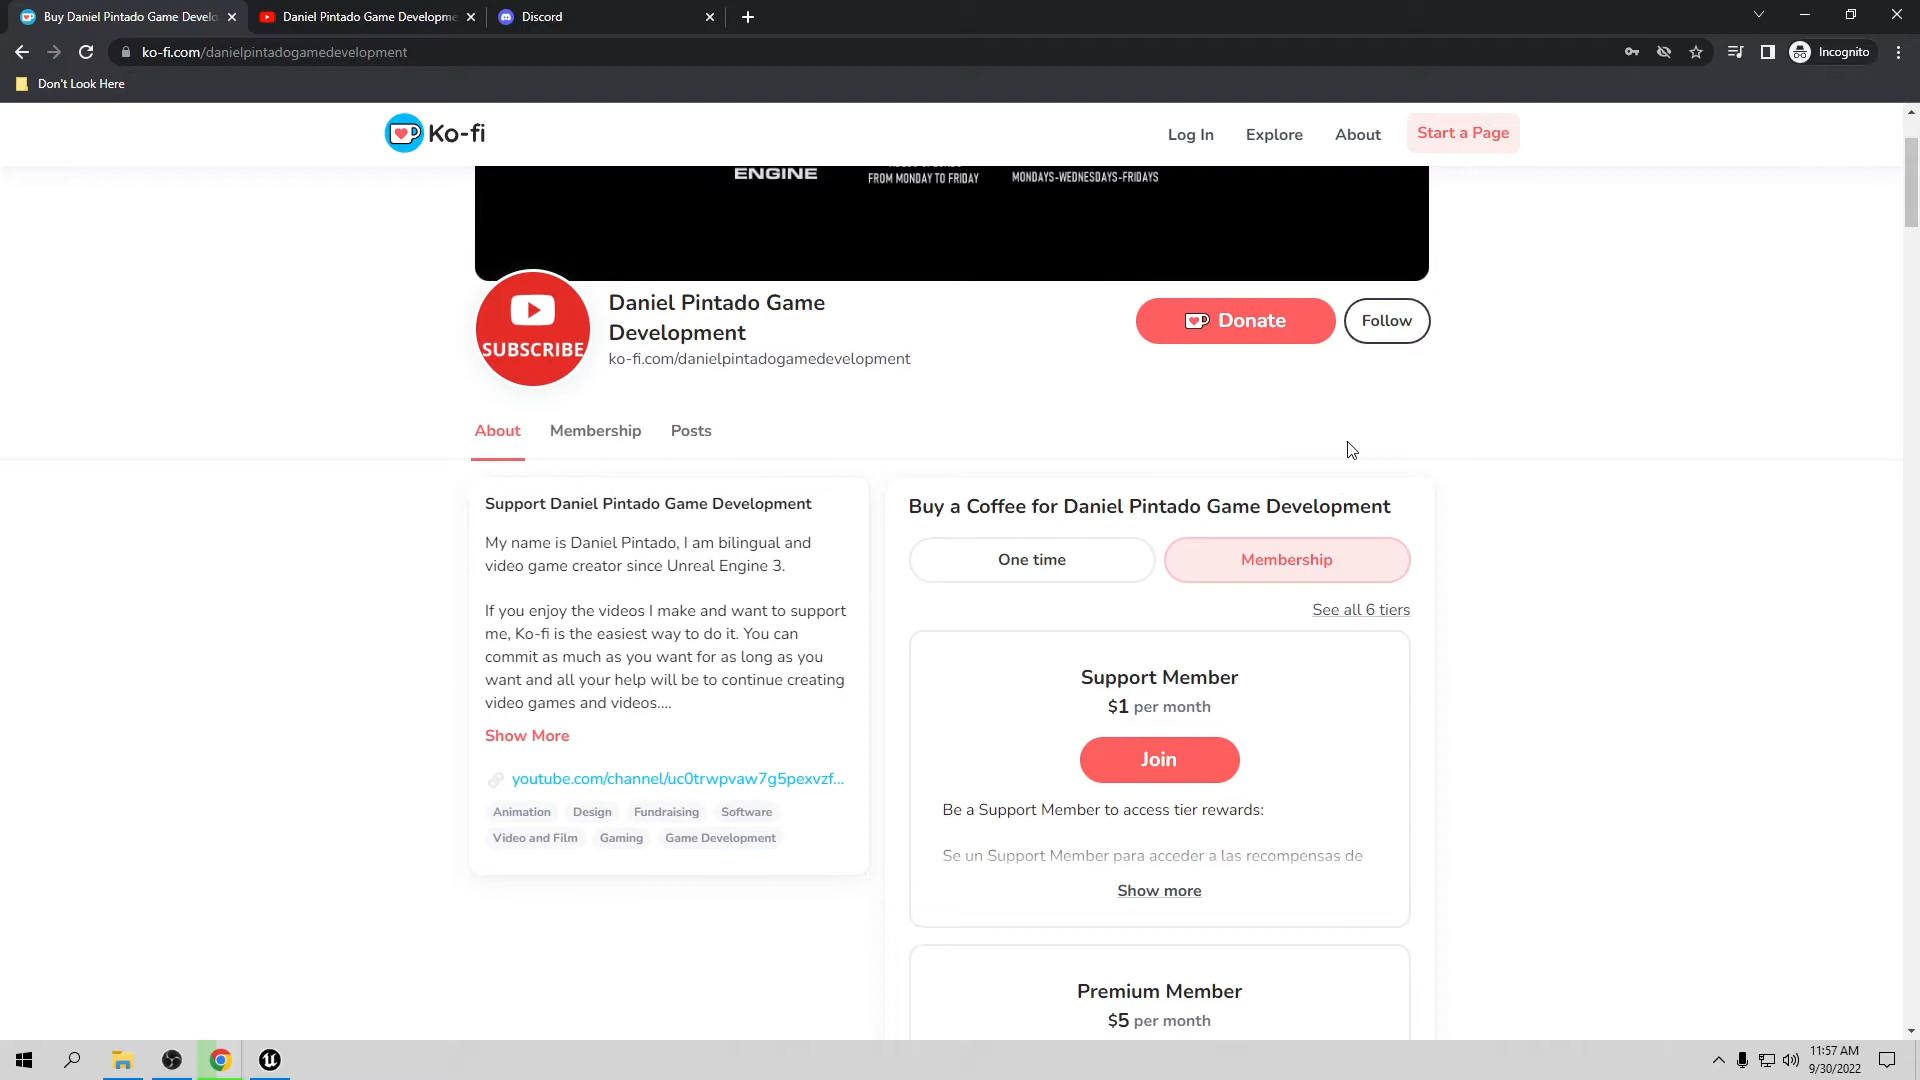 Buy Daniel Pintado Game Develo
Daniel Pintado Game Developme
Discord
ko-fi.com/danielpintadogamedevelopment
Incognito
Don't Look Here
Ko-fi
Log In
Explore
About
Start a Page
ENGINE
FROM MONDAY TO FRIDAY
MONDAYS-WEDNESDAYS-FRIDAYS
SUBSCRIBE
Daniel Pintado Game
Development
ko-fi.com/danielpintadogamedevelopment
Donate
Follow
About
Membership
Posts
Support Daniel Pintado Game Development
My name is Daniel Pintado, I am bilingual and
video game creator since Unreal Engine 3.
If you enjoy the videos I make and want to support
me, Ko-fi is the easiest way to do it. You can
commit as much as you want for as long as you
want and all your help will be to continue creating
video games and videos....
Show More
youtube.com/channel/uc0trwpvaw7g5pexvzf...
Animation
Design
Fundraising
Software
Video and Film
Gaming
Game Development
Buy a Coffee for Daniel Pintado Game Development
One time
Membership
See all 6 tiers
Support Member
$1 per month
Join
Be a Support Member to access tier rewards:
Se un Support Member para acceder a las recompensas de
Show more
Premium Member
$5 per month
11:57 AM
9/30/2022